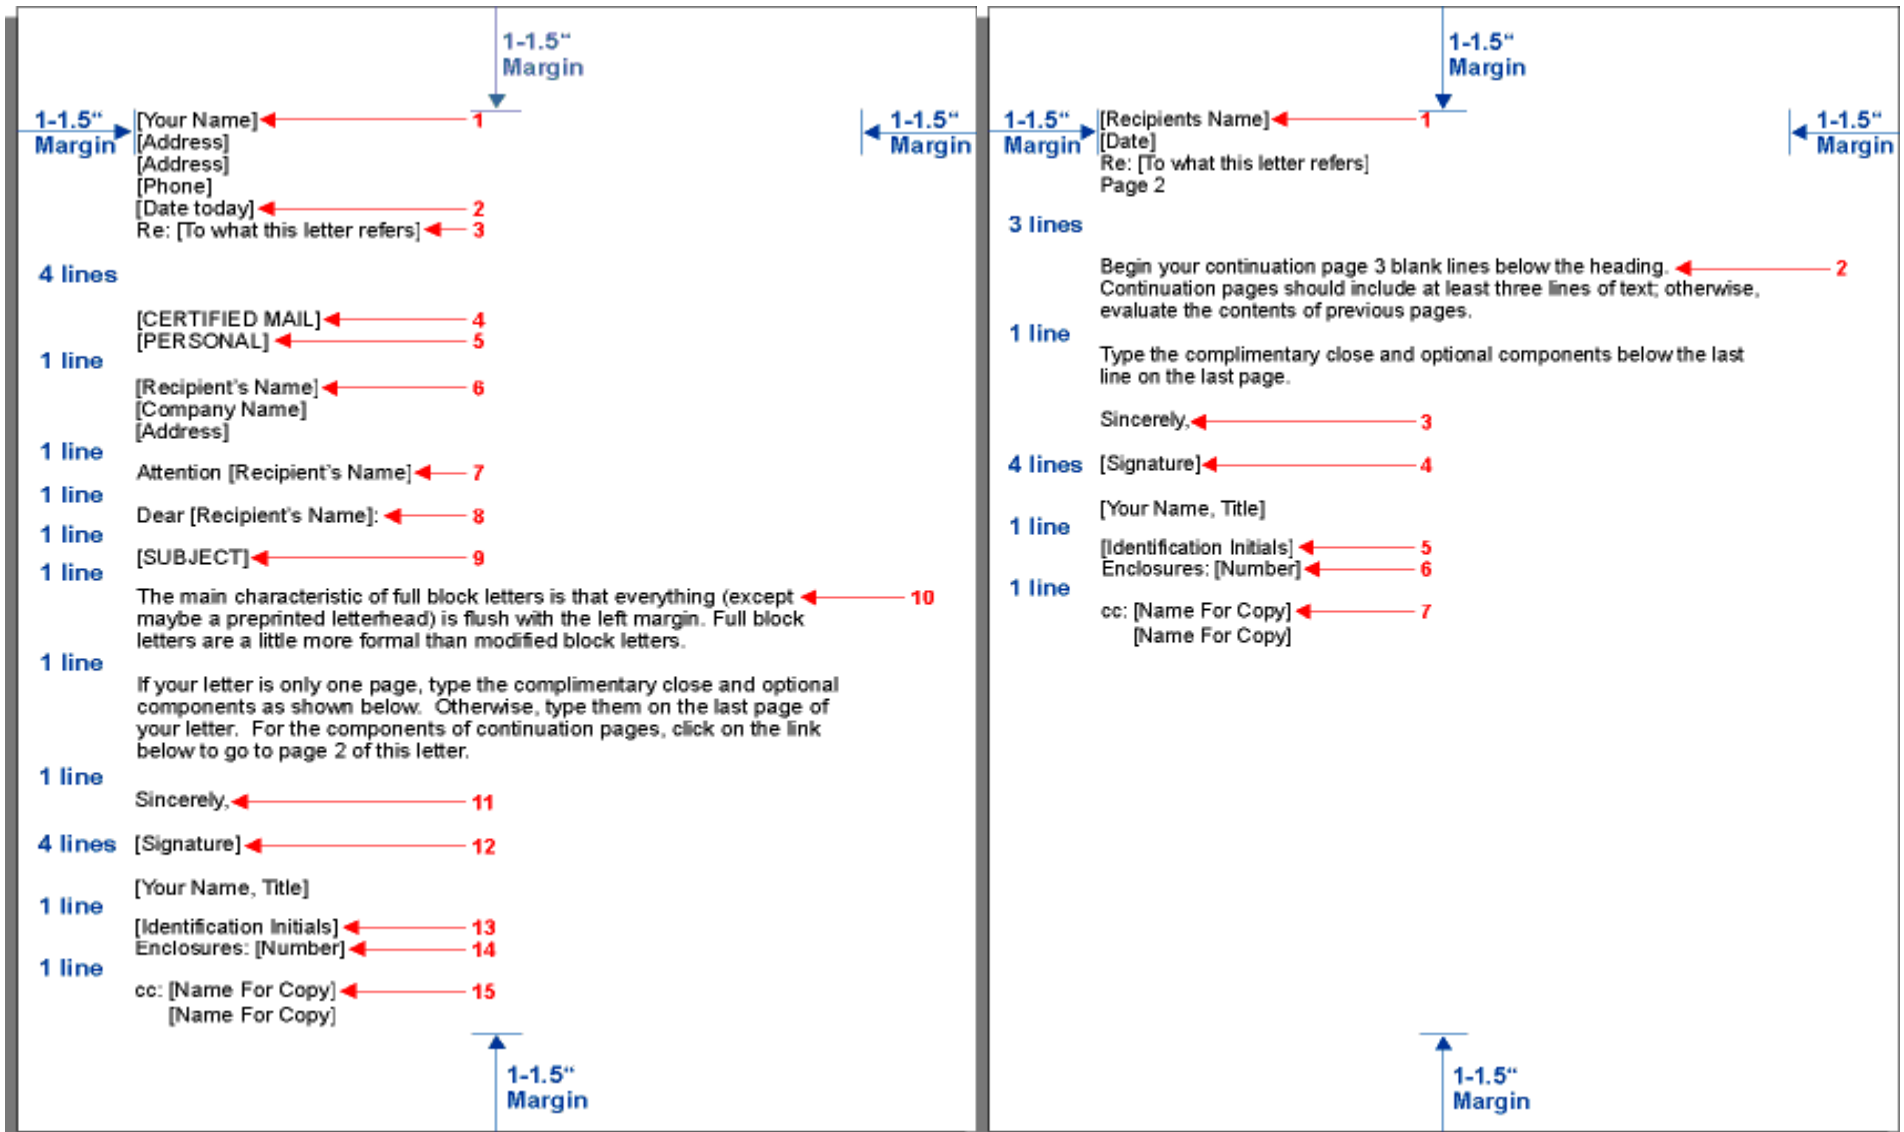 1-1.5“
Margin
1-1.5“
Margin
[Your Name] 1
1-1.5“
Margin
[Address]
[Address]
[Phone]
[Date today] 2
Re: [To what this letter refers] 3
4 lines
[CERTIFIED MAIL] 4
[PERSONAL] 5
1 line
[Recipient's Name] 6
[Company Name]
[Address]
1 line
Attention [Recipient's Name] 7
1 line
Dear [Recipient's Name]: 8
1 line
[SUBJECT] 9
1 line
The main characteristic of full block letters is that everything (except 10
maybe a preprinted letterhead) is flush with the left margin. Full block
letters are a little more formal than modified block letters.
1 line
If your letter is only one page, type the complimentary close and optional
components as shown below. Otherwise, type them on the last page of
your letter. For the components of continuation pages, click on the link
below to go to page 2 of this letter.
1 line
Sincerely, 11
4 lines [Signature] 12
[Your Name, Title]
1 line
[Identification Initials] 13
Enclosures: [Number] 14
1 line
cc: [Name For Copy] 15
[Name For Copy]
1-1.5“
Margin
1-1.5“
Margin
1-1.5“
Margin
[Recipients Name] 1
1-1.5“
Margin
[Date]
Re: [To what this letter refers]
Page 2
3 lines
Begin your continuation page 3 blank lines below the heading. 2
Continuation pages should include at least three lines of text; otherwise,
evaluate the contents of previous pages.
1 line
Type the complimentary close and optional components below the last
line on the last page.
Sincerely, 3
4 lines [Signature] 4
[Your Name, Title]
1 line
[Identification Initials] 5
Enclosures: [Number] 6
1 line
cc: [Name For Copy] 7
[Name For Copy]
1-1.5“
Margin